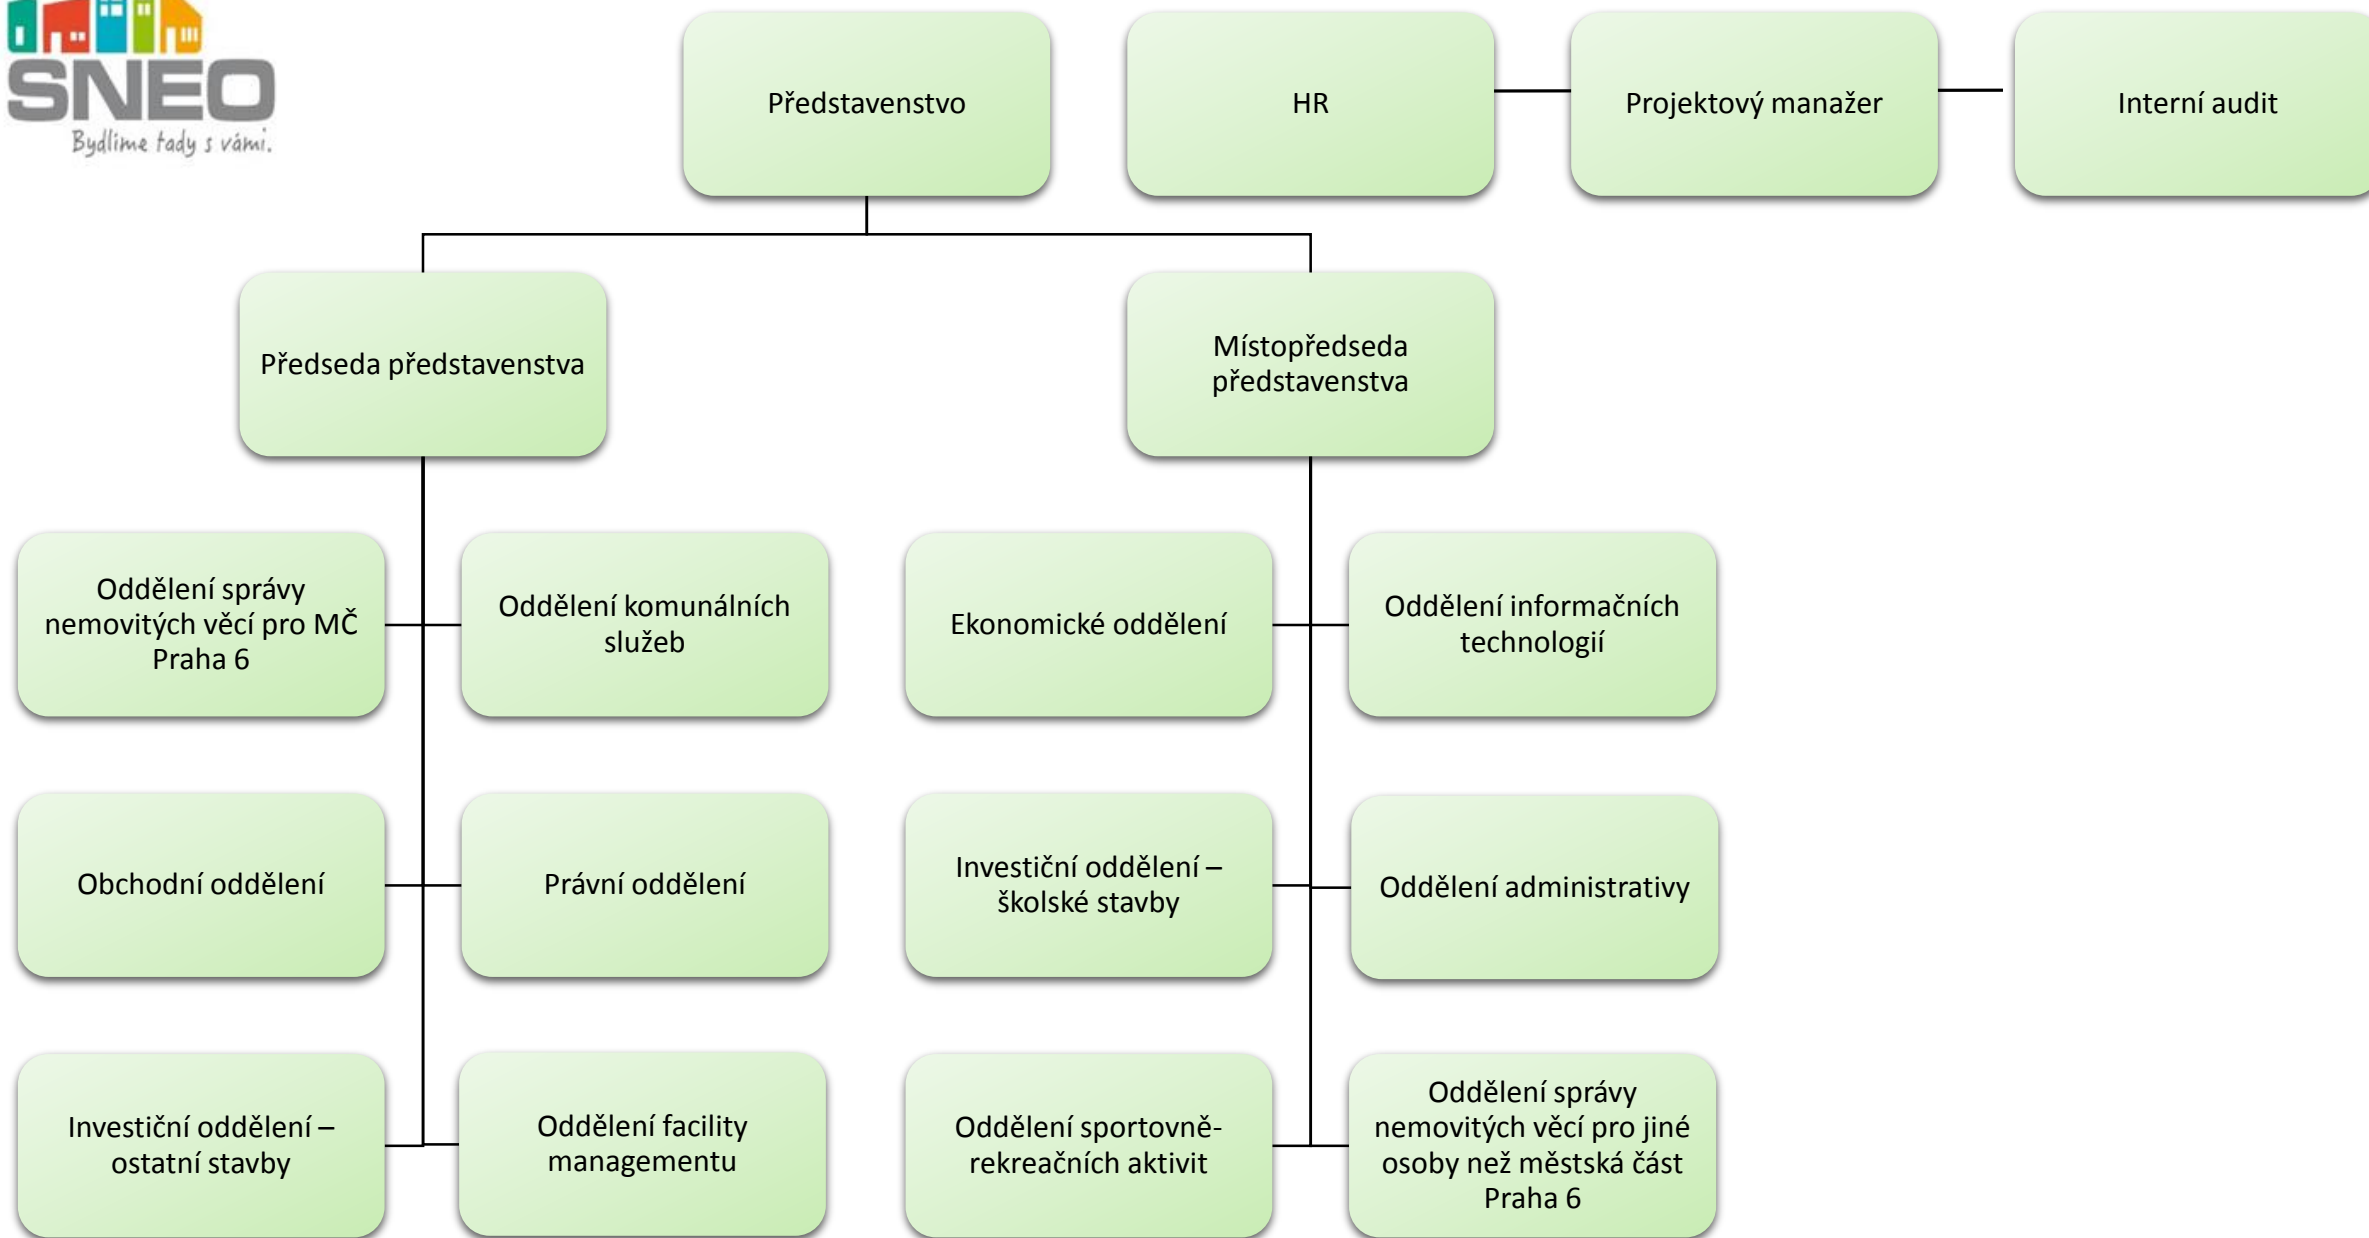 SNEO
Bydlíme tady s vámi.
Představenstvo
HR
Projektový manažer
Interní audit
Předseda představenstva
Místopředseda
představenstva
Oddělení správy
nemovitých věcí pro MČ
Praha 6
Oddělení komunálních
služeb
Ekonomické oddělení
Oddělení informačních
technologií
Obchodní oddělení
Právní oddělení
Investiční oddělení –
školské stavby
Oddělení administrativy
Investiční oddělení –
ostatní stavby
Oddělení facility
managementu
Oddělení sportovně-
rekreačních aktivit
Oddělení správy
nemovitých věcí pro jiné
osoby než městská část
Praha 6